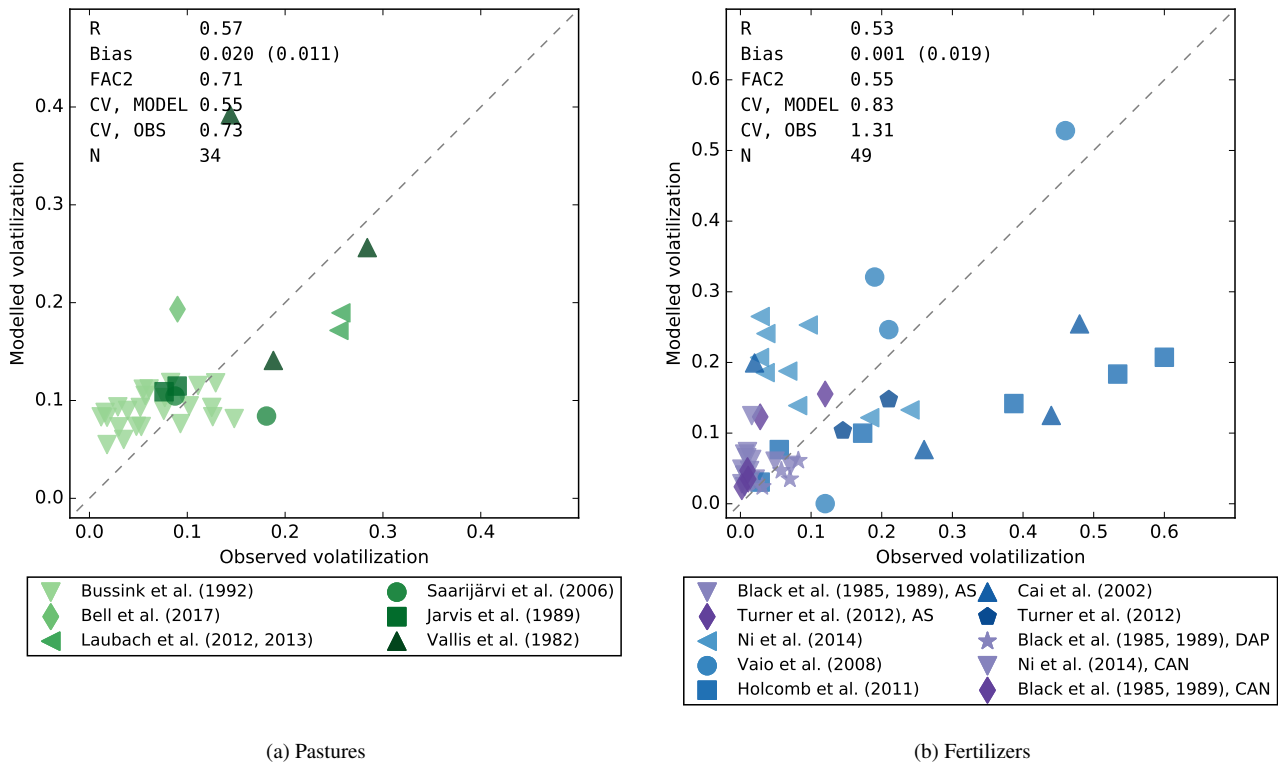 R 0.57
Bias 0.020 (0.011)
FAC2 0.71
CV, MODEL 0.55
CV, OBS 0.73
N 34
0.4
0.3
0.2
0.1
0.0
Modelled volatilization
0.0 0.1 0.2 0.3 0.4
Observed volatilization
Bussink et al. (1992)
Bell et al. (2017)
Laubach et al. (2012, 2013)
Saarijärvi et al. (2006)
Jarvis et al. (1989)
Vallis et al. (1982)
(a) Pastures
R 0.53
Bias 0.001 (0.019)
FAC2 0.55
CV, MODEL 0.83
CV, OBS 1.31
N 49
0.6
0.5
0.4
0.3
0.2
0.1
0.0
Modelled volatilization
0.0 0.1 0.2 0.3 0.4 0.5 0.6
Observed volatilization
Black et al. (1985, 1989), AS
Turner et al. (2012), AS
Ni et al. (2014)
Vaio et al. (2008)
Holcomb et al. (2011)
Cai et al. (2002)
Turner et al. (2012)
Black et al. (1985, 1989), DAP
Ni et al. (2014), CAN
Black et al. (1985, 1989), CAN
(b) Fertilizers